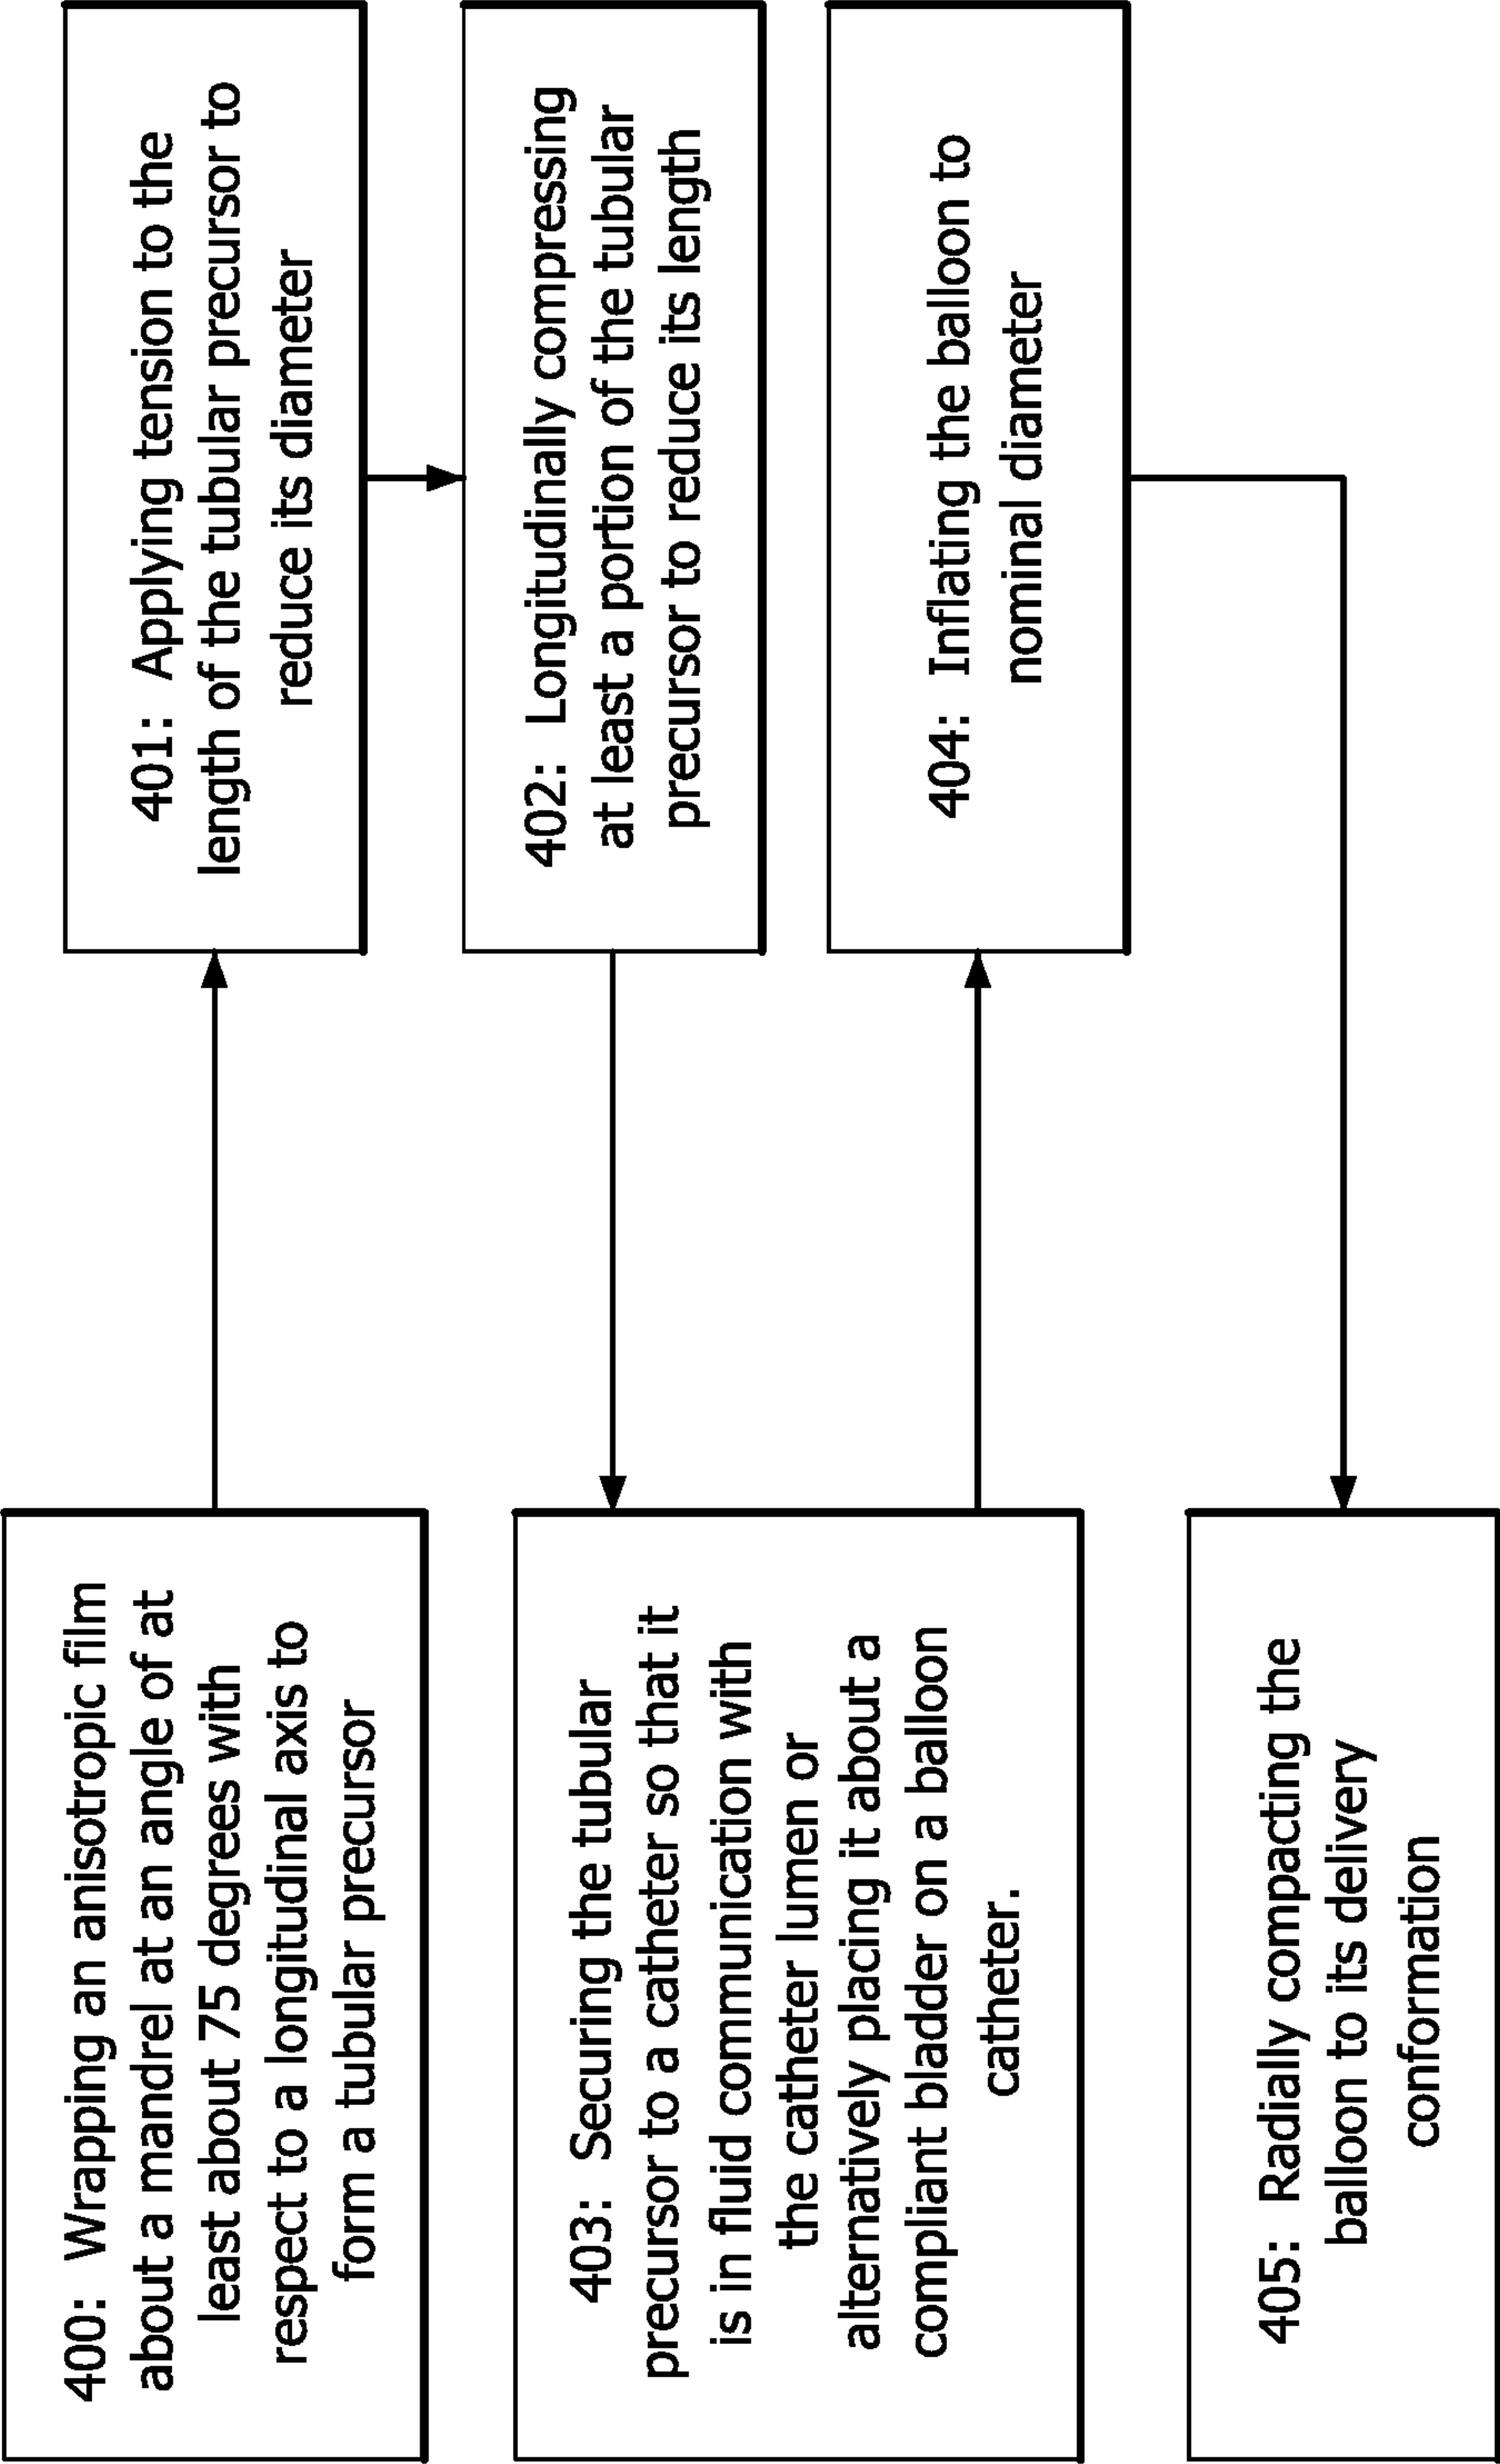 400: Wrapping an anisotropic film
about a mandrel at an angle of at
least about 75 degrees with
respect to a longitudinal axis to
form a tubular precursor
401: Applying tension to the
length of the tubular precursor to
reduce its diameter
402: Longitudinally compressing
at least a portion of the tubular
precursor to reduce its length
403: Securing the tubular
precursor to a catheter so that it
is in fluid communication with
the catheter lumen or
alternatively placing it about a
compliant bladder on a balloon
catheter.
404: Inflating the balloon to
nominal diameter
405: Radially compacting the
balloon to its delivery
conformation